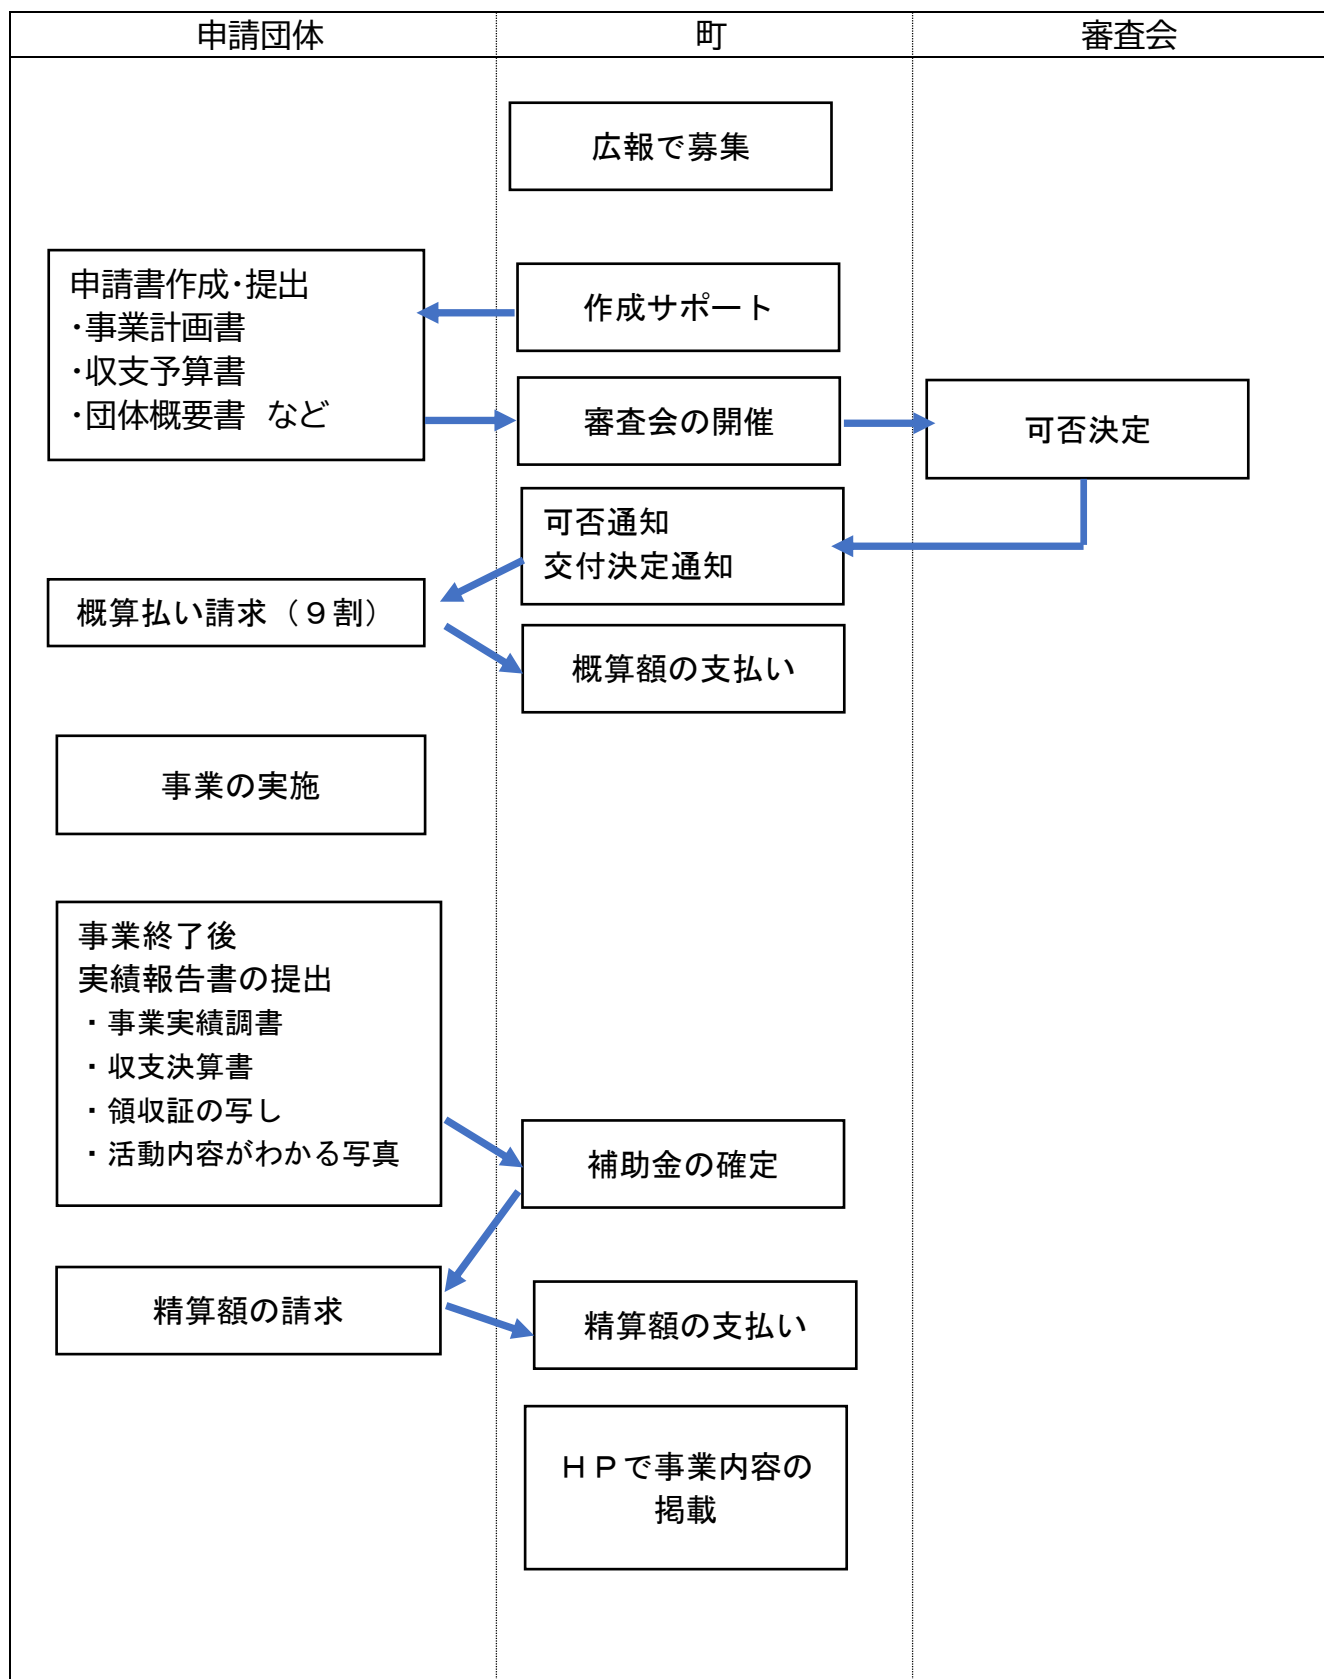 申請団体
町
審査会
広報で募集
申請書作成・提出
・事業計画書
・収支予算書
・団体概要書　など
作成サポート
審査会の開催
可否決定
可否通知
交付決定通知
概算払い請求（９割）
概算額の支払い
事業の実施
事業終了後
実績報告書の提出
・事業実績調書
・収支決算書
・領収証の写し
・活動内容がわかる写真
補助金の確定
精算額の請求
精算額の支払い
ＨＰで事業内容の
掲載